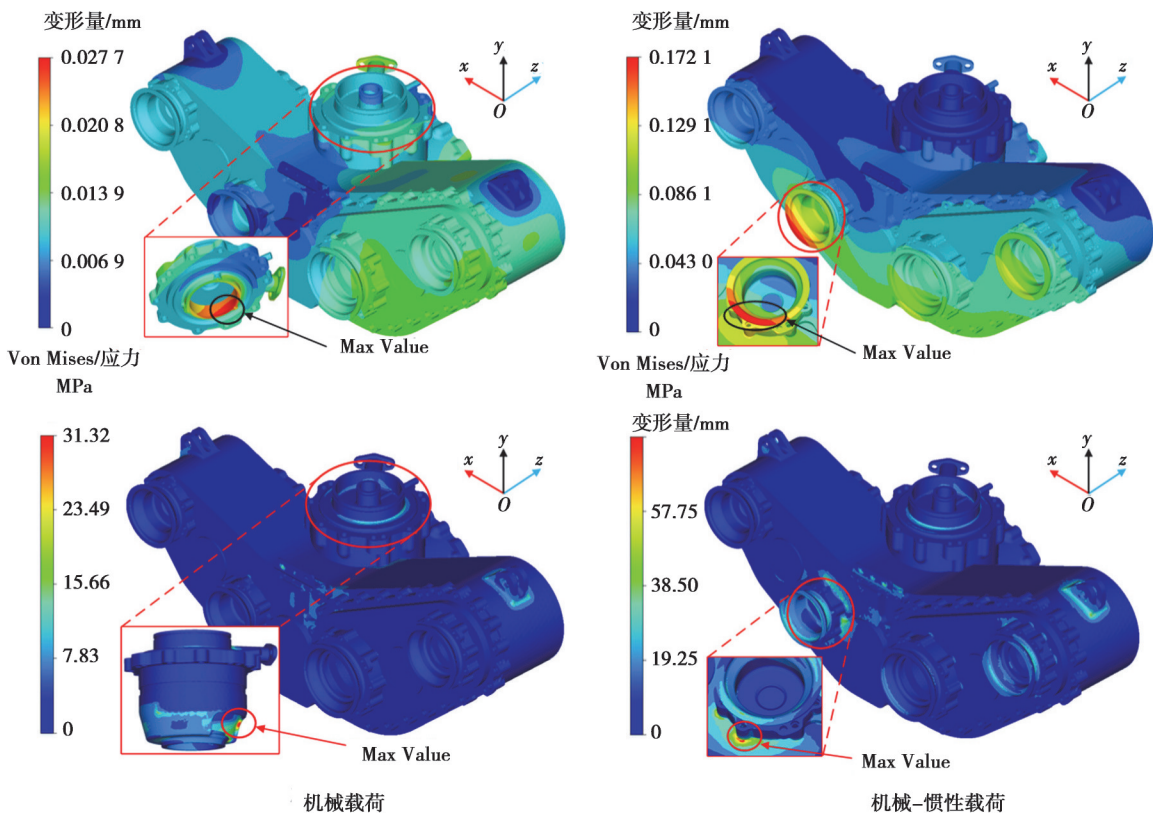 变形量/mm
0.027 7
0.020 8
0.013 9
0.006 9
0
x
y
z
O
Max Value
变形量/mm
0.172 1
0.129 1
0.086 1
0.043 0
0
x
y
z
O
Max Value
Von Mises/应力
MPa
31.32
23.49
15.66
7.83
0
x
y
z
O
Max Value
机械载荷
Von Mises/应力
MPa
变形量/mm
57.75
38.50
19.25
0
x
y
z
O
Max Value
机械-惯性载荷